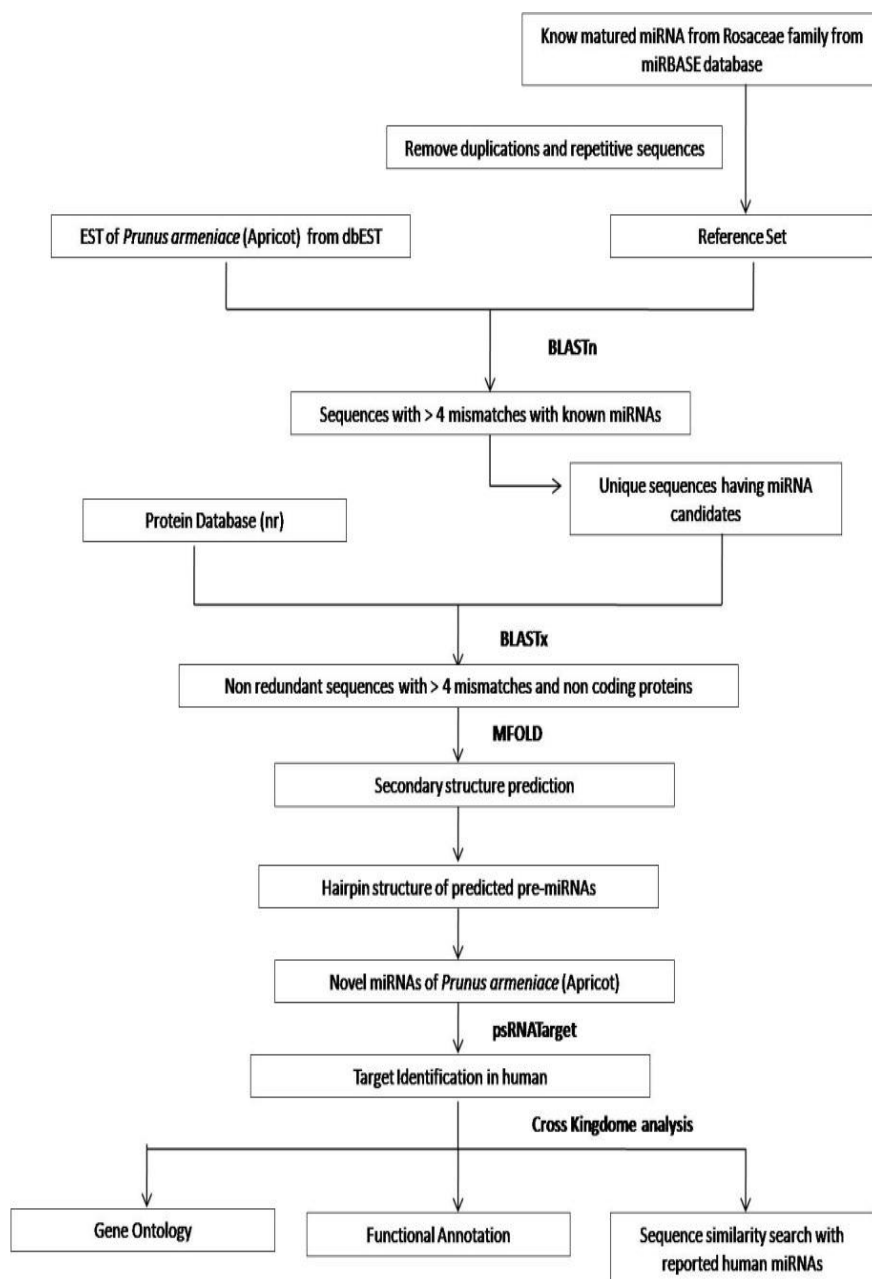 Know matured miRNA from Rosaceae family from
miRBASE database
Remove duplications and repetitive sequences
EST of Prunus armeniace (Apricot) from dbEST
Reference Set
BLASTn
Sequences with > 4 mismatches with known miRNAs
Unique sequences having miRNA
candidates
Protein Database (nr)
BLASTx
Non redundant sequences with > 4 mismatches and non coding proteins
MFOLD
Secondary structure prediction
Hairpin structure of predicted pre-miRNAs
Novel miRNAs of Prunus armeniace (Apricot)
psRNATarget
Target Identification in human
Cross Kingdome analysis
Gene Ontology
Functional Annotation
Sequence similarity search with
reported human miRNAs